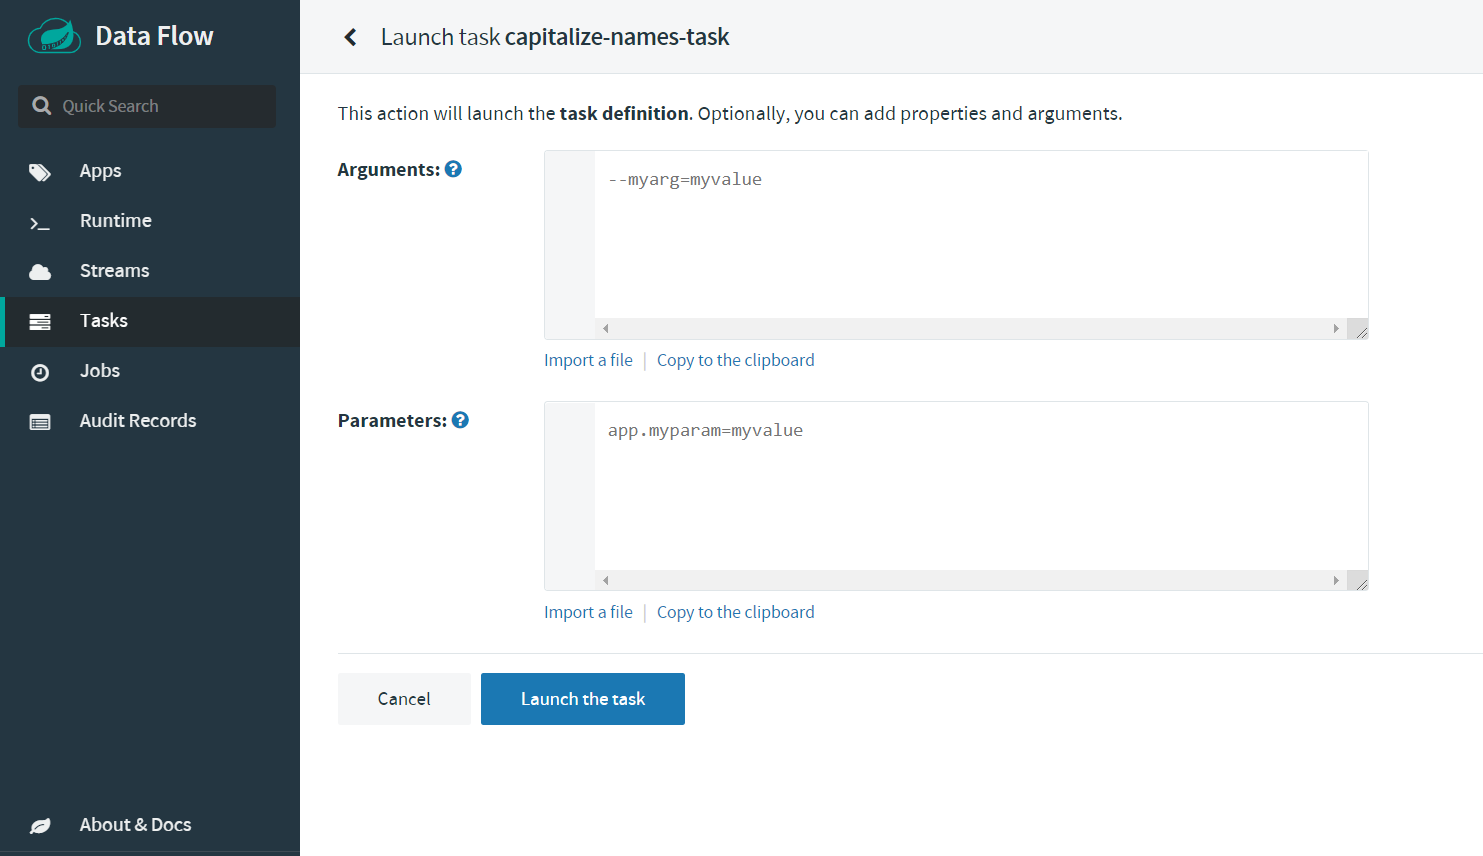 Data Flow
Quick Search
Apps
Runtime
Streams
Tasks
Jobs
Audit Records
About & Docs
Launch task capitalize-names-task
This action will launch the task definition. Optionally, you can add properties and arguments.
Arguments: ?
--myarg=myvalue
Import a file | Copy to the clipboard
Parameters: ?
app.myparam=myvalue
Import a file | Copy to the clipboard
Cancel
Launch the task